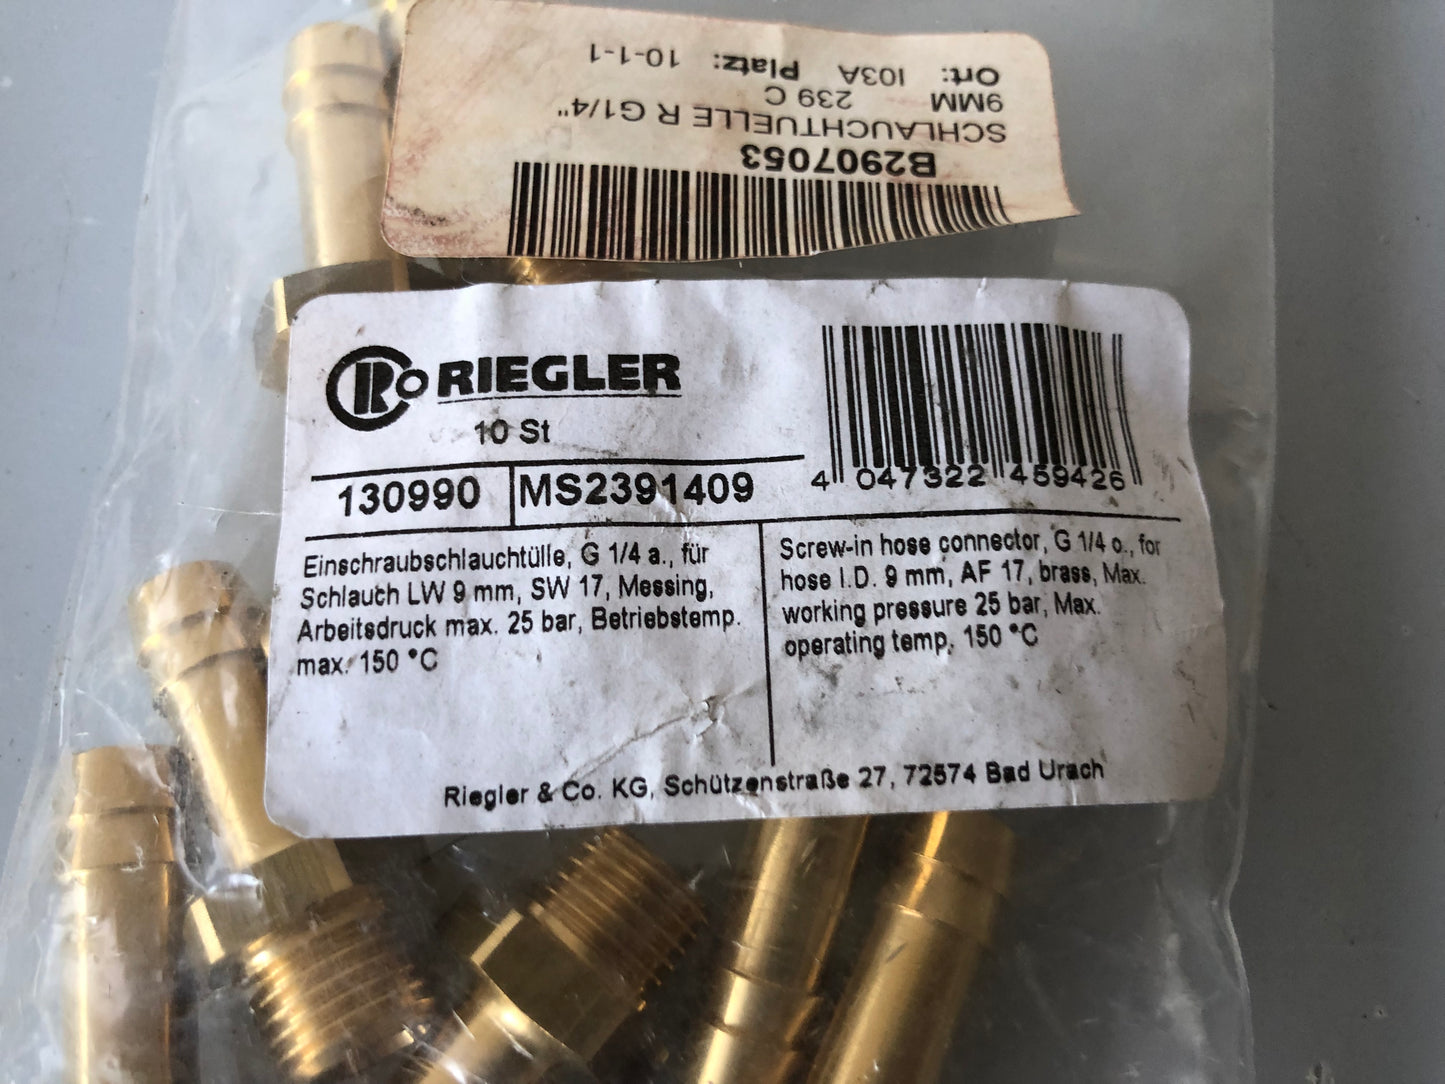 B2907053
SCHLAUCHTUELLE R G1/4"
9MM 239 C
Ort: I03A Platz: 10-1-1
RIEGLER
10 St
130990 MS2391409
4 047322 459426
Einschraubschlauchtülle, G 1/4 a., für
Schlauch LW 9 mm, SW 17, Messing,
Arbeitsdruck max. 25 bar, Betriebstemp.
max. 150 °C
Screw-in hose connector, G 1/4 o., for
hose I.D. 9 mm, AF 17, brass, Max.
working pressure 25 bar, Max.
operating temp. 150 °C
Riegler & Co. KG, Schützenstraße 27, 72574 Bad Urach